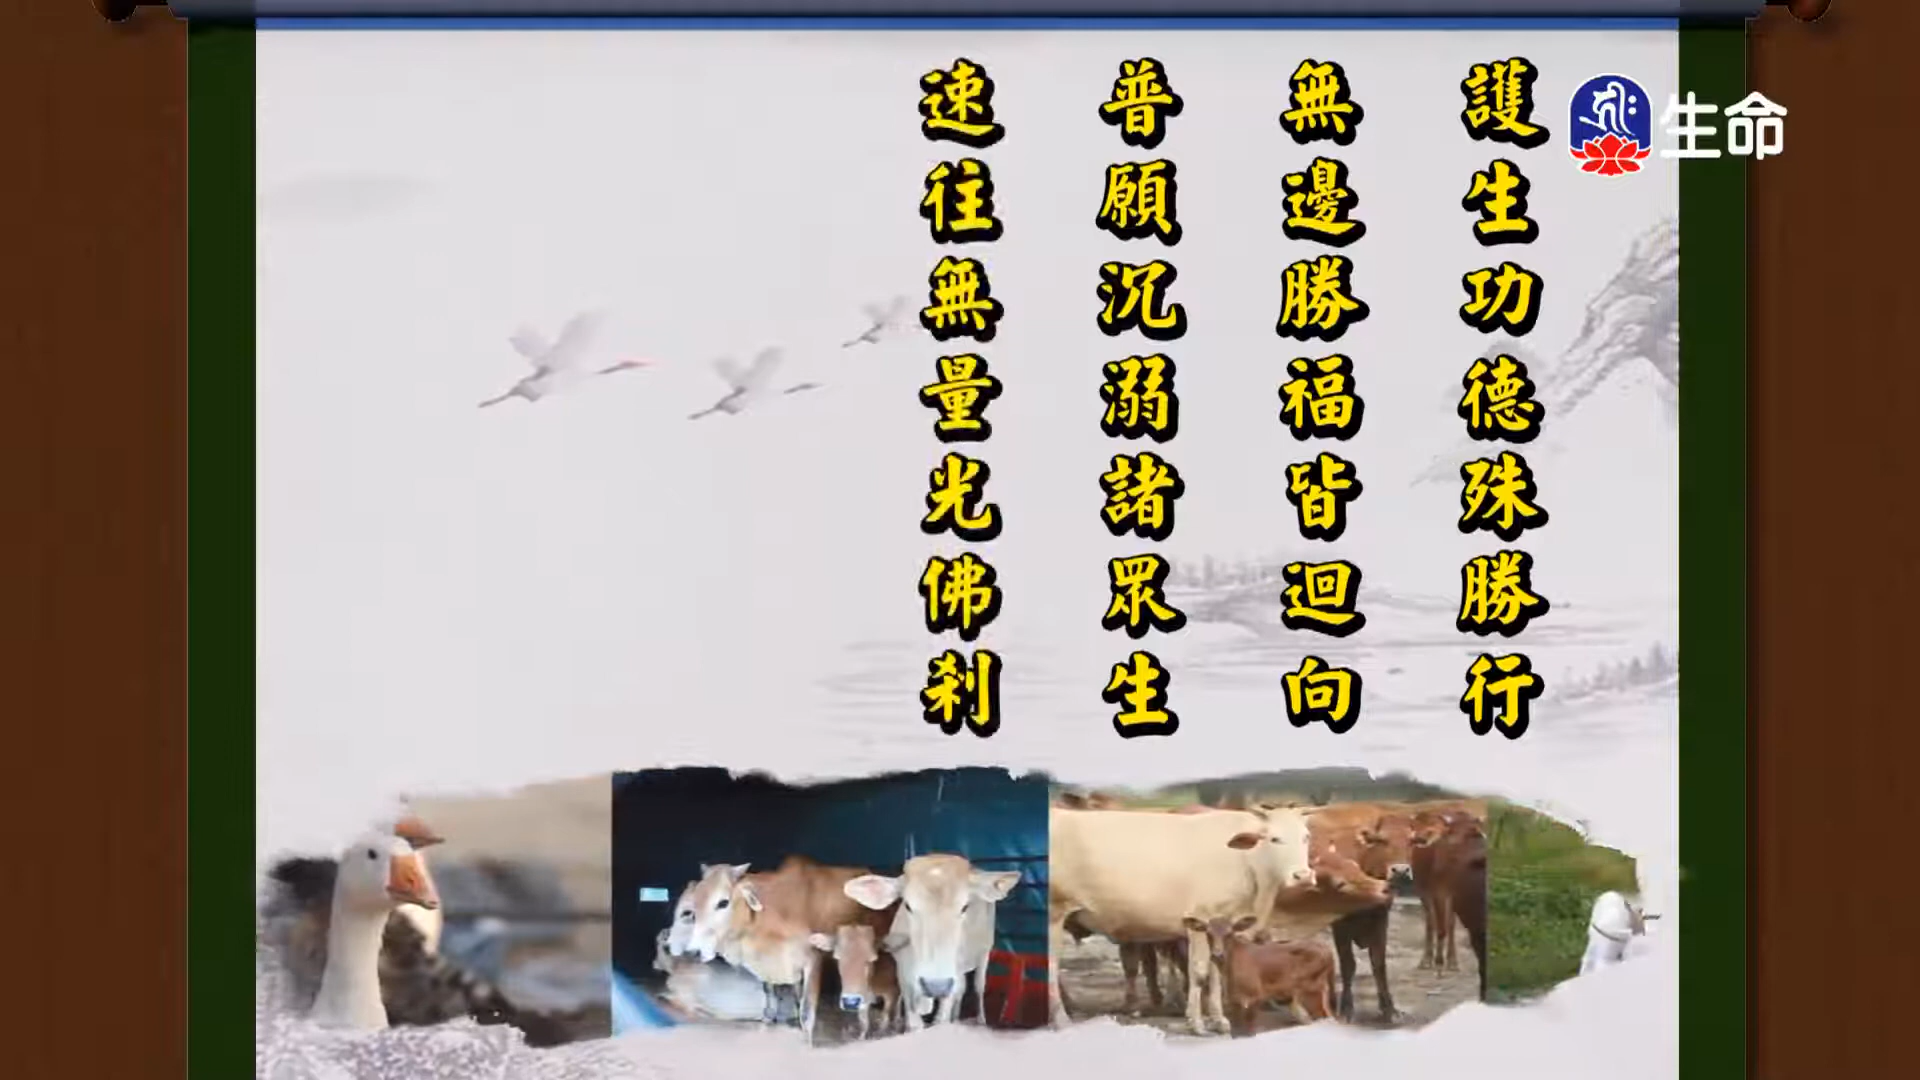 護生功德殊勝行
無邊勝福皆迴向
普願沉溺諸眾生
速往無量光佛剎
生命